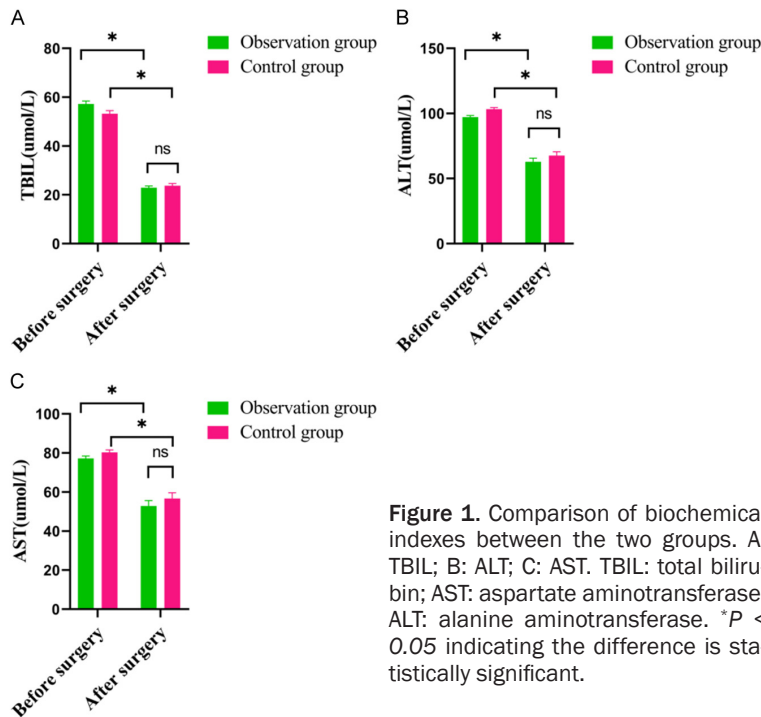 A
TBIL(umol/L)
80
60
40
20
0
*
*
ns
Observation group
Control group
Before surgery
After surgery
B
ALT(umol/L)
150
100
50
0
*
*
ns
Observation group
Control group
Before surgery
After surgery
C
AST(umol/L)
100
80
60
40
20
0
*
*
ns
Observation group
Control group
Before surgery
After surgery
Figure 1. Comparison of biochemica
indexes between the two groups. A
TBIL; B: ALT; C: AST. TBIL: total biliru
bin; AST: aspartate aminotransferase
ALT: alanine aminotransferase. *P <
0.05 indicating the difference is sta
tistically significant.